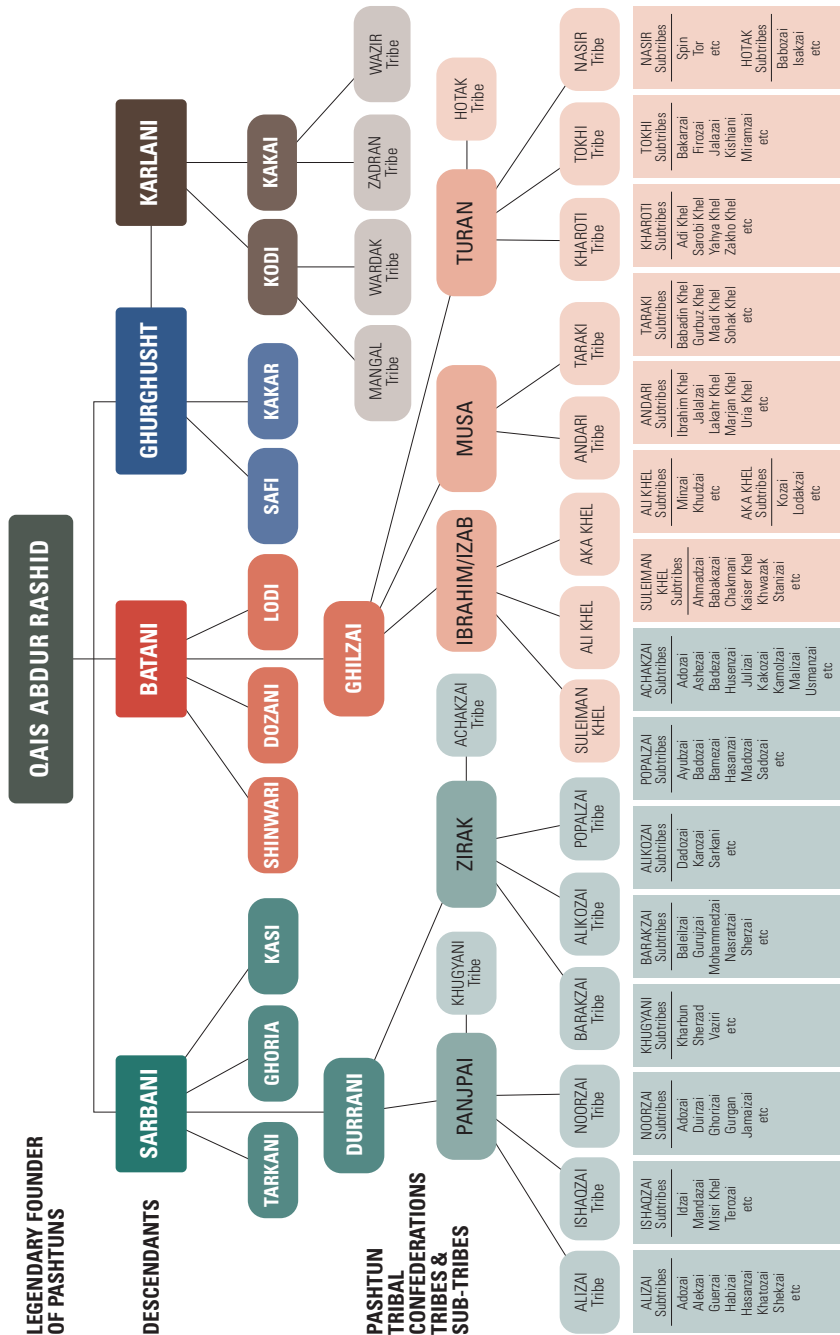 LEGENDARY FOUNDER
OF PASHTUNS
QAIS ABDUR RASHID
DESCENDANTS
SARBANI
BATANI
GHURGHUSHT
KARLANI
TARKANI
GHORIA
KASI
SHINWARI
DOZANI
LODI
SAFI
KAKAR
KODI
KAKAI
DURRANI
GHILZAI
MANGAL
Tribe
WARDAK
Tribe
ZADRAN
Tribe
WAZIR
Tribe
PASHTUN
TRIBAL
CONFEDERATIONS
TRIBES &
SUB-TRIBES
PANJPAI
KHUGYANI
Tribe
ZIRAK
ACHAKZAI
Tribe
IBRAHIM/IZAB
MUSA
TURAN
HOTAK
Tribe
ALIZAI
Tribe
ISHAQZAI
Tribe
NOORZAI
Tribe
BARAKZAI
Tribe
ALIKOZAI
Tribe
POPALZAI
Tribe
SULEIMAN
KHEL
ALI KHEL
AKA KHEL
ANDARI
Tribe
TARAKI
Tribe
KHAROTI
Tribe
TOKHI
Tribe
NASIR
Tribe
ALIZAI
Subtribes
Adozai
Alekzai
Guerzai
Habizai
Hasanzai
Khatozai
Shekzai
etc
ISHAQZAI
Subtribes
Idzai
Mandazai
Misri Khel
Terozai
etc
NOORZAI
Subtribes
Adozai
Duirzai
Ghorizai
Gurgan
Jamaizai
etc
KHUGYANI
Subtribes
Kharbun
Sherzad
Vaziri
etc
BARAKZAI
Subtribes
Baleilzai
Gurujzai
Mohammedzai
Nasratzai
Sherzai
etc
ALIKOZAI
Subtribes
Dadozai
Karozai
Sarkani
etc
POPALZAI
Subtribes
Ayubzai
Badozai
Bamezai
Hasanzai
Madozai
Sadozai
etc
ACHAKZAI
Subtribes
Adozai
Ashezai
Badezai
Husenzai
Julizai
Kakozai
Kamolzai
Malizai
Usmanzai
etc
SULEIMAN
KHEL
Subtribes
Ahmadzai
Babakazai
Chakmani
Kaiser Khel
Khwazak
Stanizai
etc
ALI KHEL
Subtribes
Minzai
Khudzai
etc
AKA KHEL
Subtribes
Kozai
Lodakzai
etc
ANDARI
Subtribes
Ibrahim Khel
Jalalzai
Lakahr Khel
Marjan Khel
Uria Khel
etc
TARAKI
Subtribes
Babadin Khel
Gurbuz Khel
Madi Khel
Sohak Khel
etc
KHAROTI
Subtribes
Adi Khel
Sarobi Khel
Yahya Khel
Zakho Khel
etc
TOKHI
Subtribes
Bakarzai
Firozai
Jalazai
Kishiani
Miramzai
etc
NASIR
Subtribes
Spin
Tor
etc
HOTAK
Subtribes
Babozai
Isakzai
etc